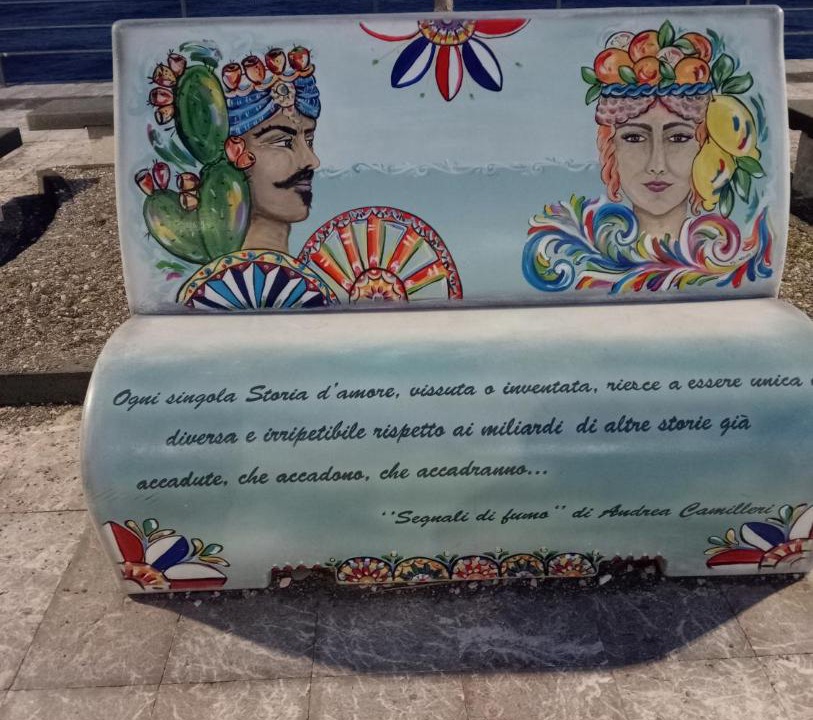 Ogni singola Storia d'amore, vissuta o inventata, riesce a essere unica
diversa e irripetibile rispetto ai miliardi di altre storie già
accadute, che accadono, che accadranno...
"Segnali di fumo" di Andrea Camilleri